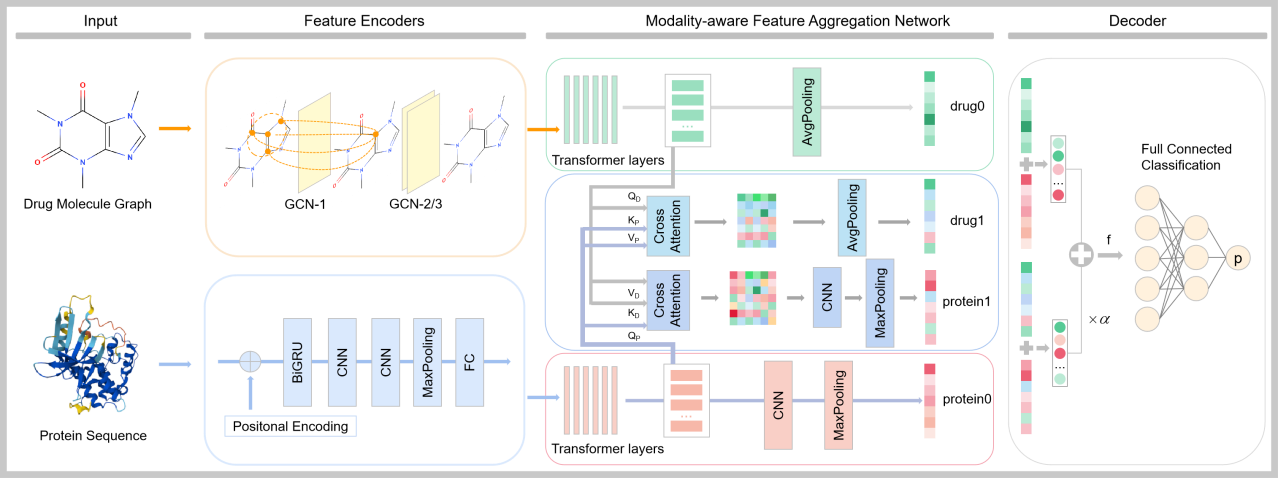 Input
Feature Encoders
Modality-aware Feature Aggregation Network
Decoder
O
N
N
O
N
N
Drug Molecule Graph
GCN-1
GCN-2/3
Protein Sequence
Positonal Encoding
BIGRU
CNN
CNN
MaxPooling
FC
Transformer layers
...
AvgPooling
drug0
Q_D
K_P
V_P
Cross
Attention
AvgPooling
drug1
V_D
K_D
Q_P
Cross
Attention
CNN
MaxPooling
protein1
Transformer layers
...
CNN
MaxPooling
protein0
...
...
×α
f
Full Connected
Classification
p